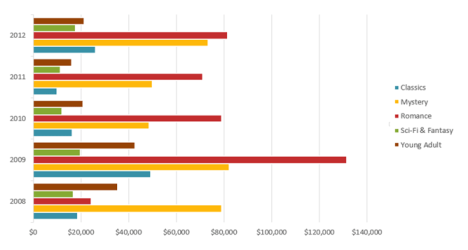 2012
2011
2010
2009
2008
$0 $20,000 $40,000 $60,000 $80,000 $100,000 $120,000 $140,000
Classics
Mystery
Romance
Sci-Fi & Fantasy
Young Adult